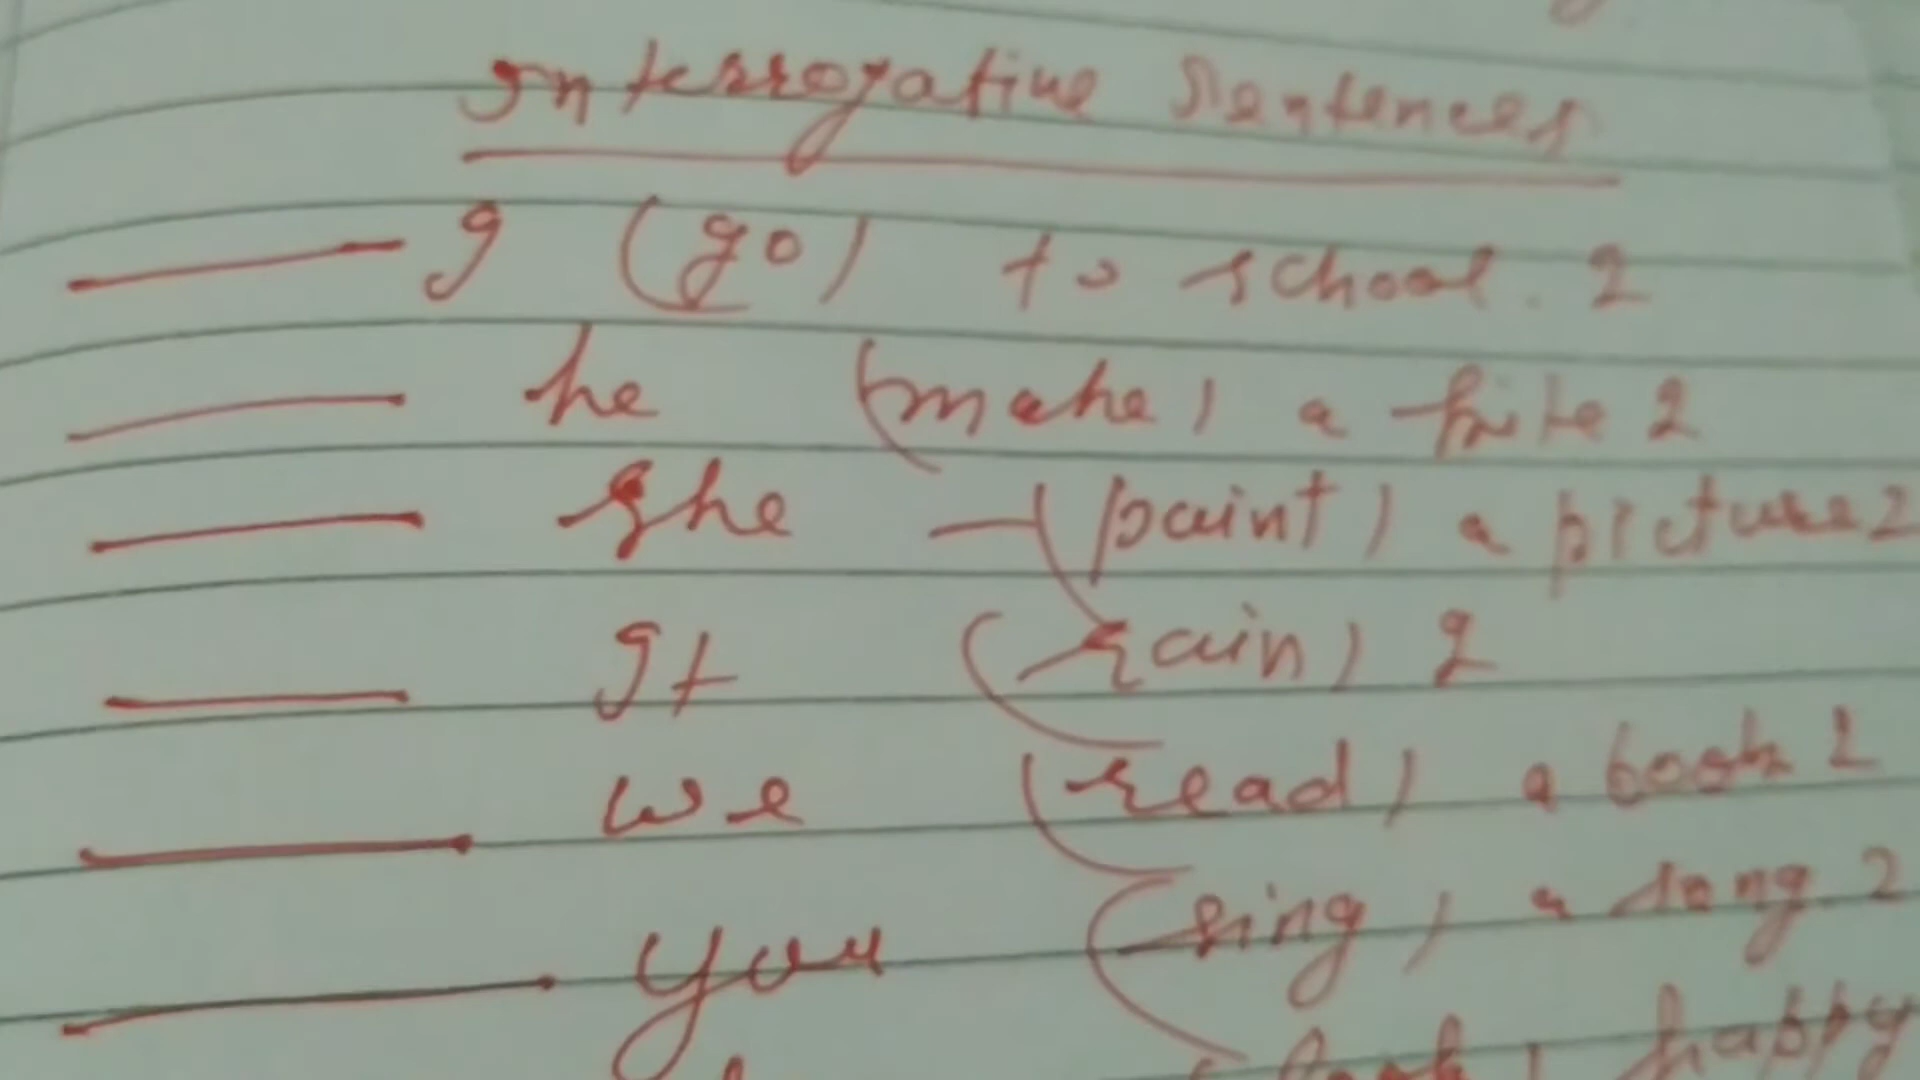 Interrogative Sentences
——— I (go) to school. ?
——— he (make) a kite ?
——— She — (paint) a picture ?
——— It (rain) ?
——— we (read) a book ?
——— you (sing) a song ?
(look) happy